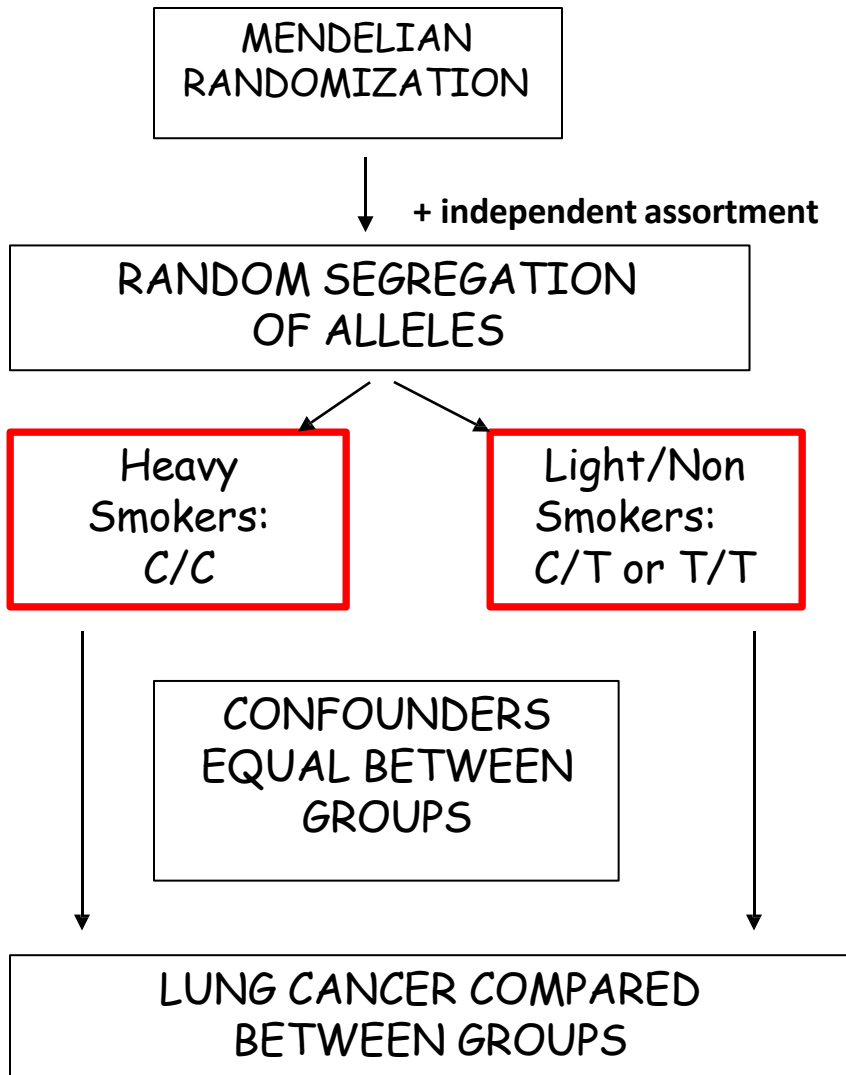 MENDELIAN
RANDOMIZATION
+ independent assortment
RANDOM SEGREGATION
OF ALLELES
Heavy
Smokers:
C/C
Light/Non
Smokers:
C/T or T/T
CONFOUNDERS
EQUAL BETWEEN
GROUPS
LUNG CANCER COMPARED
BETWEEN GROUPS